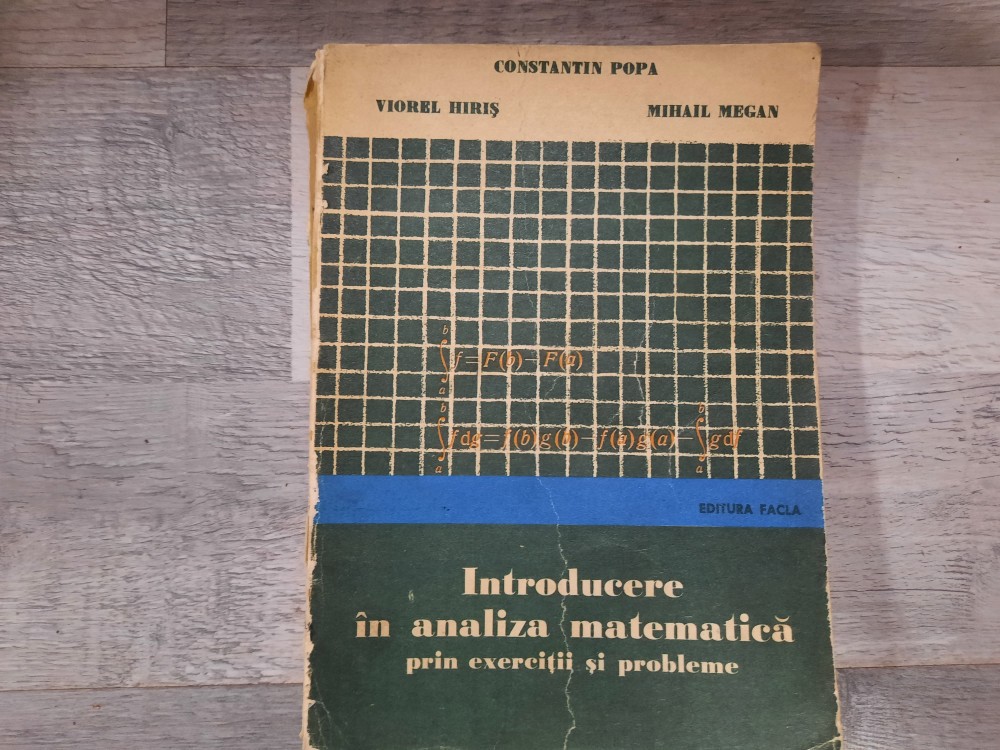 CONSTANTIN POPA
VIOREL HIRIŞ MIHAIL MEGAN
b
∫f=F(b)−F(a)
a
b b
∫fdg=f(b)g(b)−f(a)g(a)−∫gdf
a a
EDITURA FACLA
Introducere
în analiza matematică
prin exerciţii şi probleme